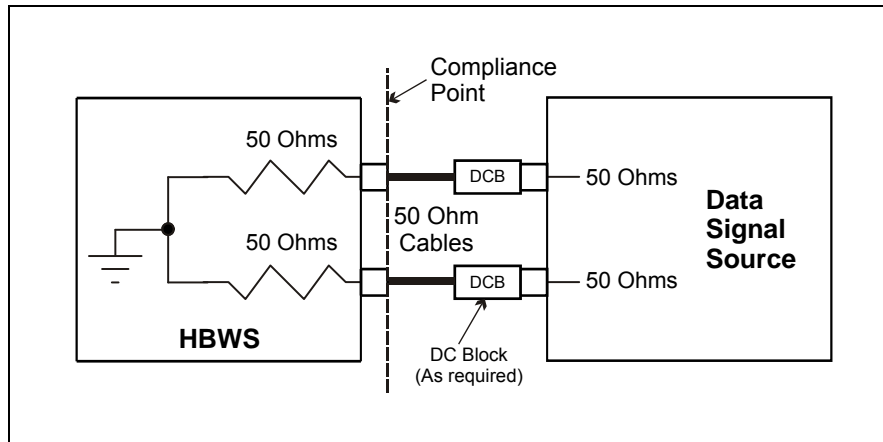 Compliance
Point
50 Ohms
DCB
50 Ohms
50 Ohm
Cables
Data
Signal
Source
50 Ohms
DCB
50 Ohms
HBWS
DC Block
(As required)